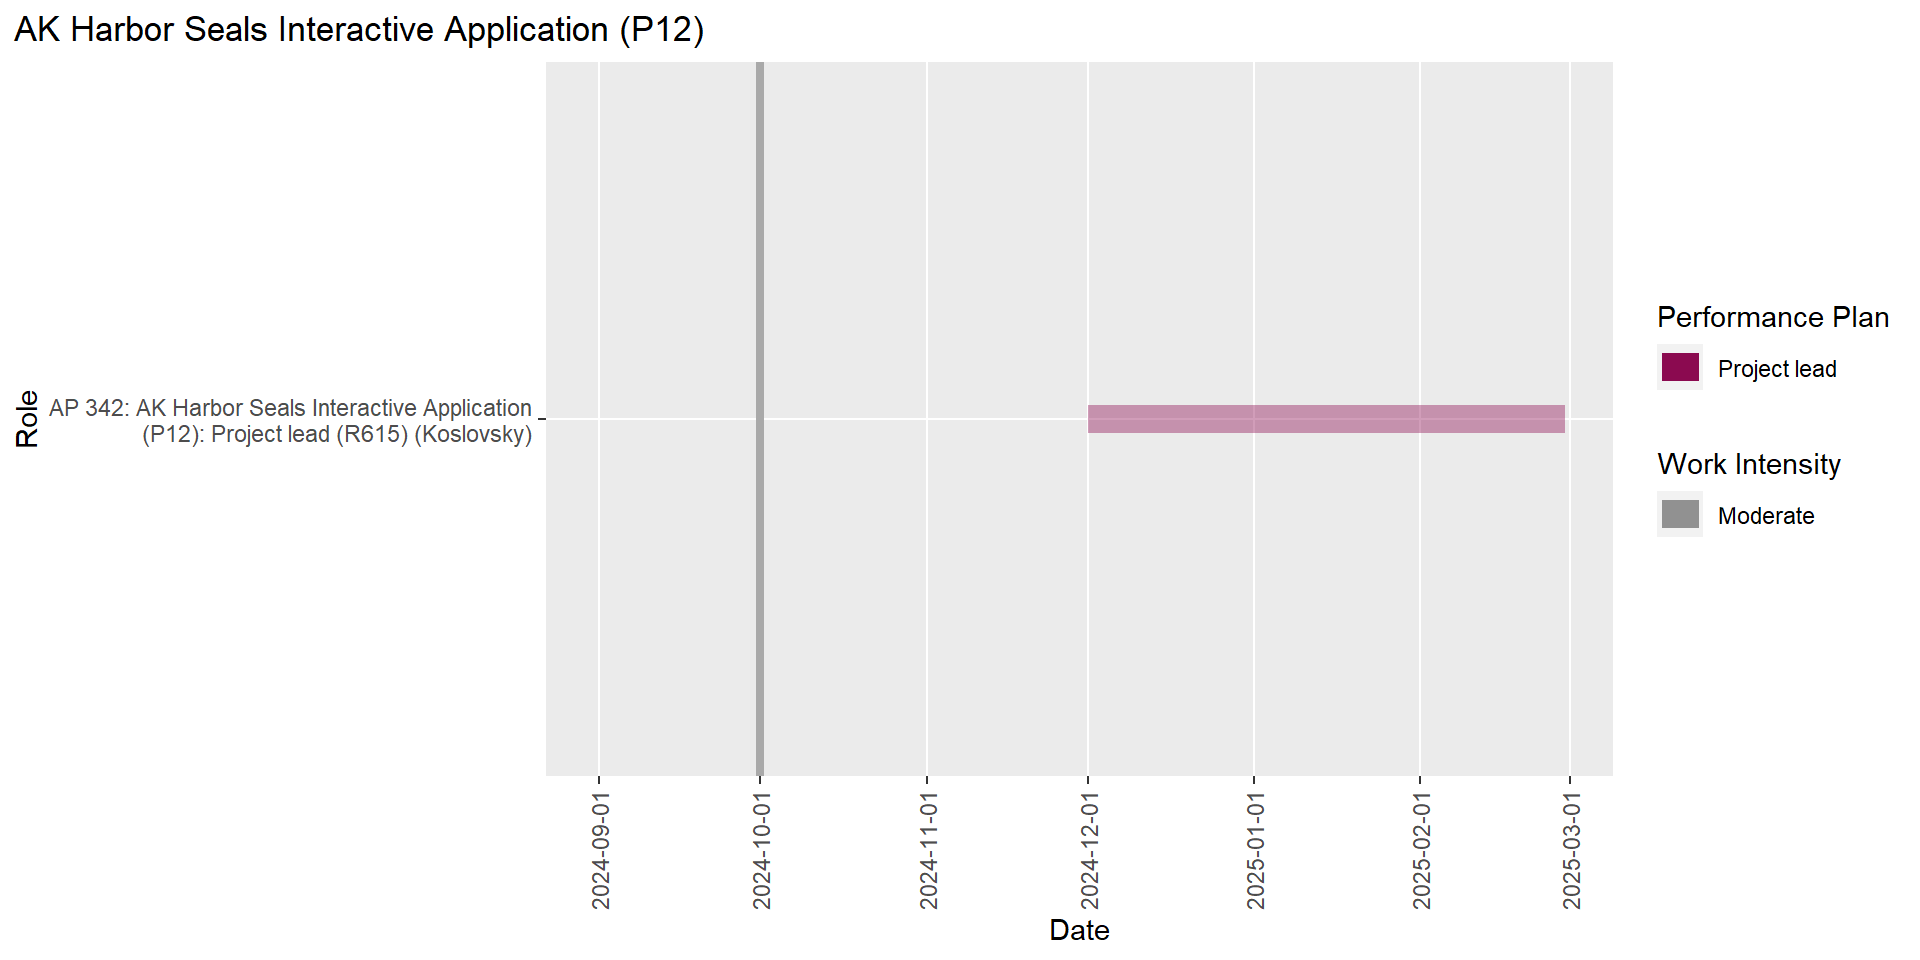 AK Harbor Seals Interactive Application (P12)
Role
AP 342: AK Harbor Seals Interactive Application
(P12): Project lead (R615) (Koslovsky)
2024-09-01
2024-10-01
2024-11-01
2024-12-01
2025-01-01
2025-02-01
2025-03-01
Date
Performance Plan
Project lead
Work Intensity
Moderate